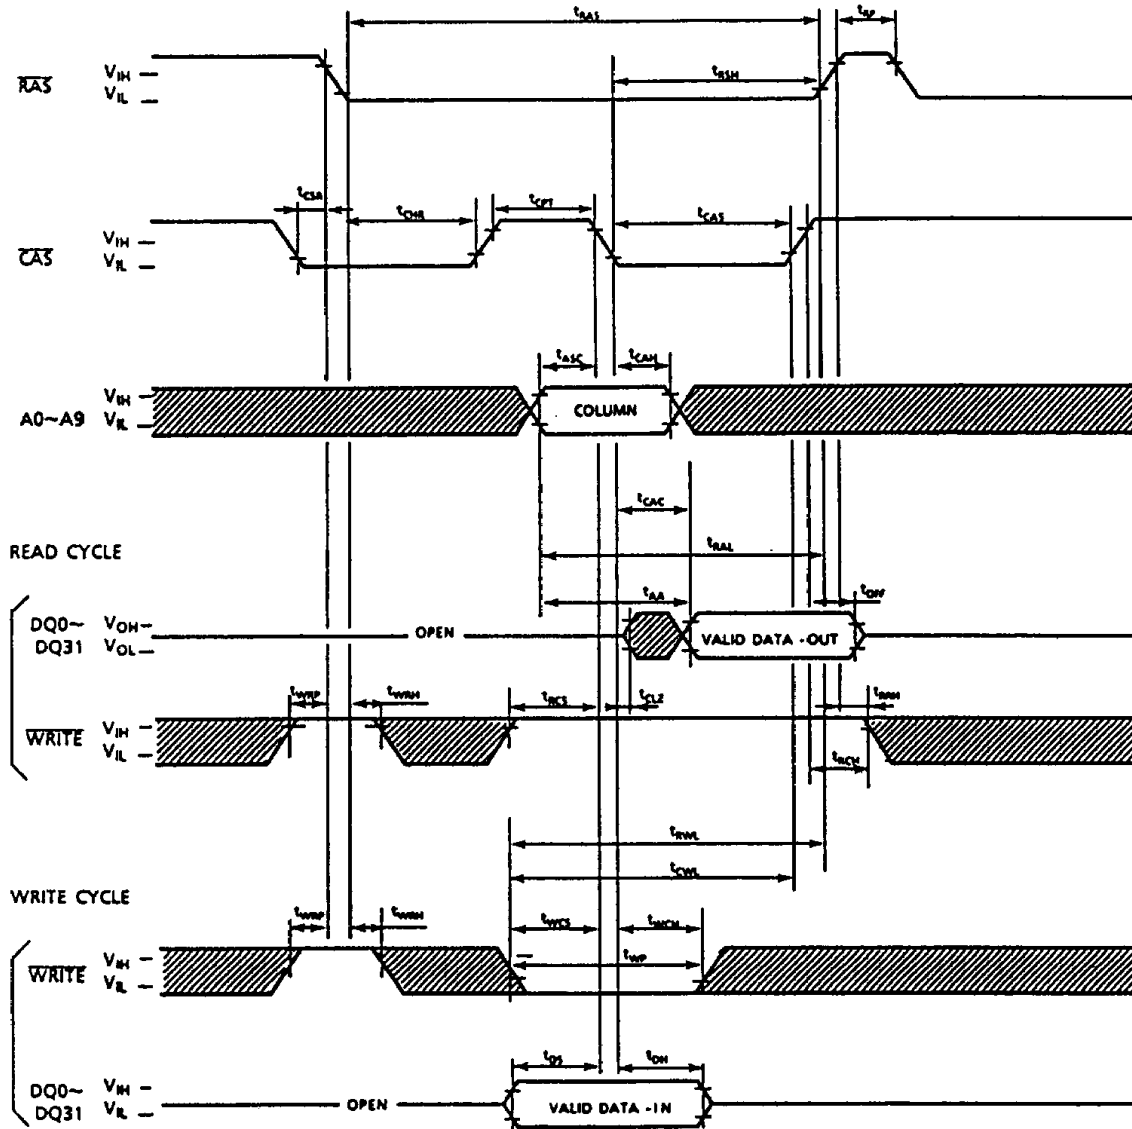 tRAS
tRP
RAS
VIH
VIL
tRSH
tCSR
tCHR
tCPT
tCAS
CAS
VIH
VIL
tASC
tCAH
A0~A9
VIH
VIL
COLUMN
tCAC
READ CYCLE
tRAL
tAA
tOFF
DQ0~
DQ31
VOH
VOL
OPEN
VALID DATA-OUT
tWRP
tWRH
tRCS
tCLZ
tRRH
WRITE
VIH
VIL
tRCH
tRWL
tCWL
WRITE CYCLE
tWRP
tWRH
tWCS
tWCH
WRITE
VIH
VIL
tWP
tDS
tDH
DQ0~
DQ31
VIH
VIL
OPEN
VALID DATA-IN